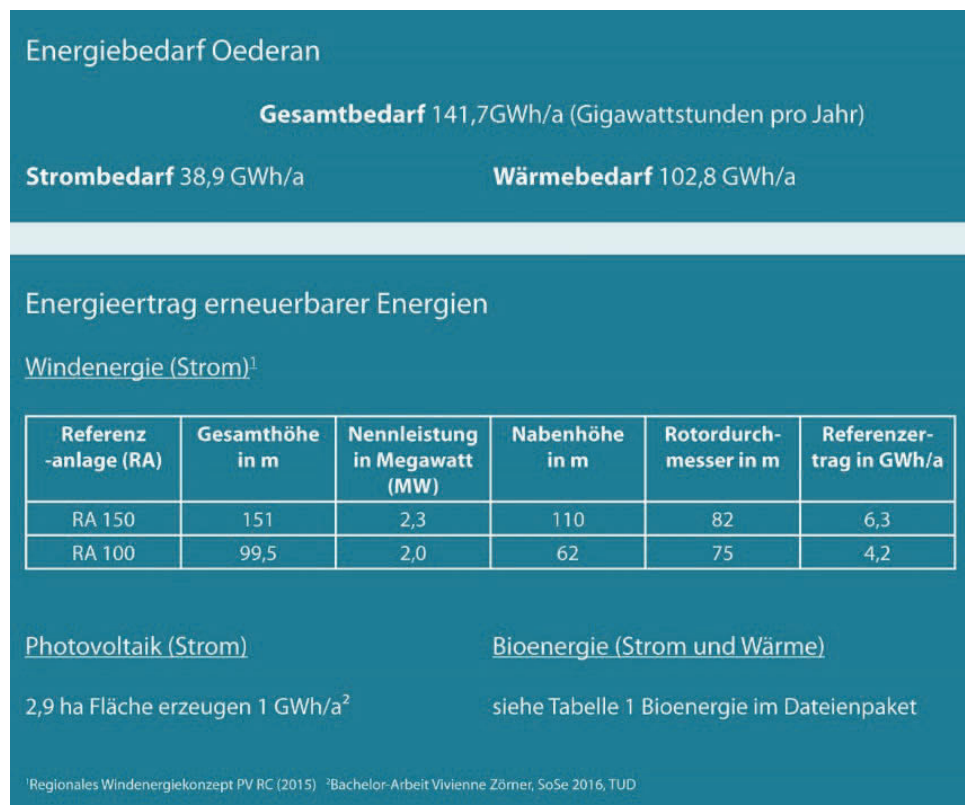 Energiebedarf Oederan
Gesamtbedarf 141,7GWh/a (Gigawattstunden pro Jahr)
Strombedarf 38,9 GWh/a Wärmebedarf 102,8 GWh/a
Energieertrag erneuerbarer Energien
Windenergie (Strom)¹
Referenz Gesamthöhe Nennleistung Nabenhöhe Rotordurch- Referenzer-
-anlage (RA) in m in Megawatt in m messer in m trag in GWh/a
(MW)
RA 150 151 2,3 110 82 6,3
RA 100 99,5 2,0 62 75 4,2
Photovoltaik (Strom) Bioenergie (Strom und Wärme)
2,9 ha Fläche erzeugen 1 GWh/a² siehe Tabelle 1 Bioenergie im Dateienpaket
¹Regionales Windenergiekonzept PV RC (2015) ²Bachelor-Arbeit Vivienne Zörner, SoSe 2016, TUD